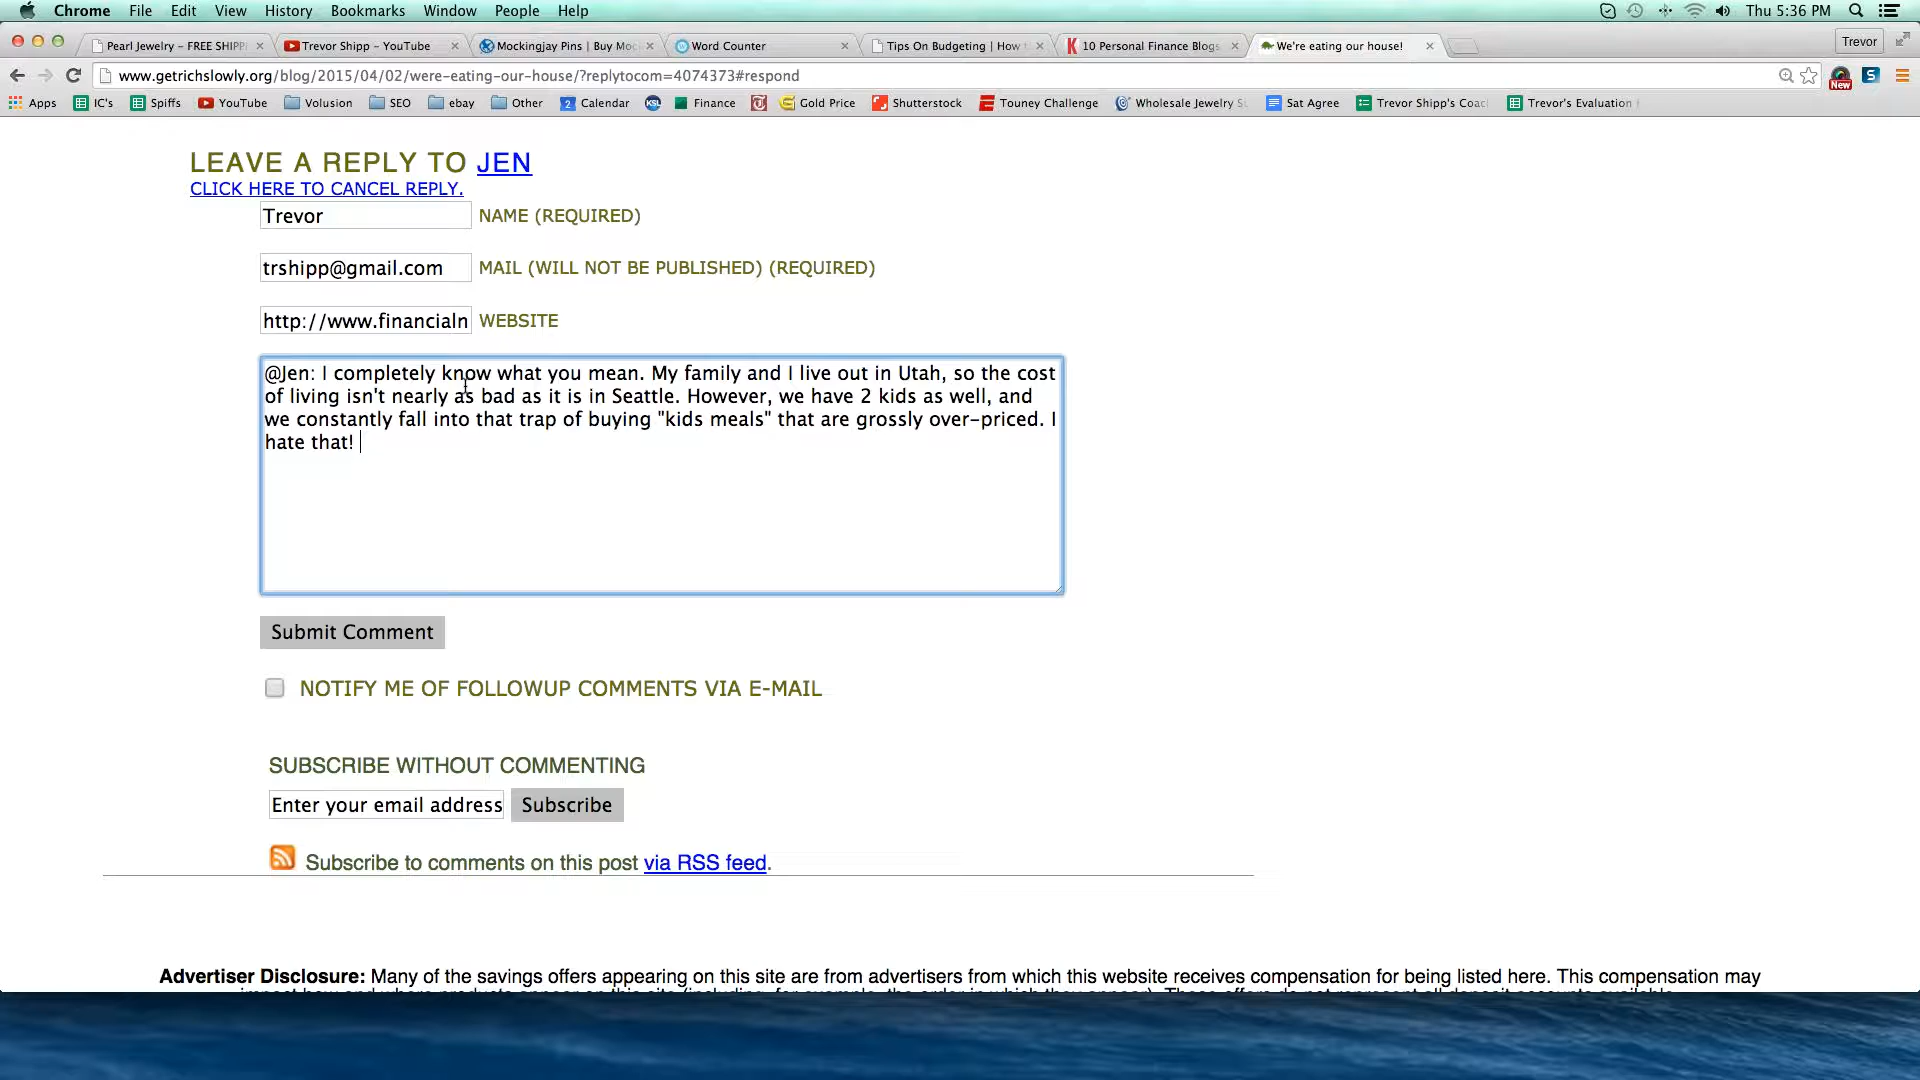 Chrome File Edit View History Bookmarks Window People Help Thu 5:36 PM
Pearl Jewelry – FREE SHIPP Trevor Shipp – YouTube Mockingjay Pins | Buy Moc Word Counter Tips On Budgeting | How 10 Personal Finance Blogs We're eating our house! Trevor
www.getrichslowly.org/blog/2015/04/02/were-eating-our-house/?replytocom=4074373#respond New
Apps IC's Spiffs YouTube Volusion SEO ebay Other 2 Calendar KSL Finance Gold Price Shutterstock Touney Challenge Wholesale Jewelry Sat Agree Trevor Shipp's Coac Trevor's Evaluation
LEAVE A REPLY TO JEN
CLICK HERE TO CANCEL REPLY.
Trevor NAME (REQUIRED)
trshipp@gmail.com MAIL (WILL NOT BE PUBLISHED) (REQUIRED)
http://www.financialn WEBSITE
@Jen: I completely know what you mean. My family and I live out in Utah, so the cost
of living isn't nearly as bad as it is in Seattle. However, we have 2 kids as well, and
we constantly fall into that trap of buying "kids meals" that are grossly over-priced. I
hate that!
Submit Comment
NOTIFY ME OF FOLLOWUP COMMENTS VIA E-MAIL
SUBSCRIBE WITHOUT COMMENTING
Enter your email address Subscribe
Subscribe to comments on this post via RSS feed.
Advertiser Disclosure: Many of the savings offers appearing on this site are from advertisers from which this website receives compensation for being listed here. This compensation may